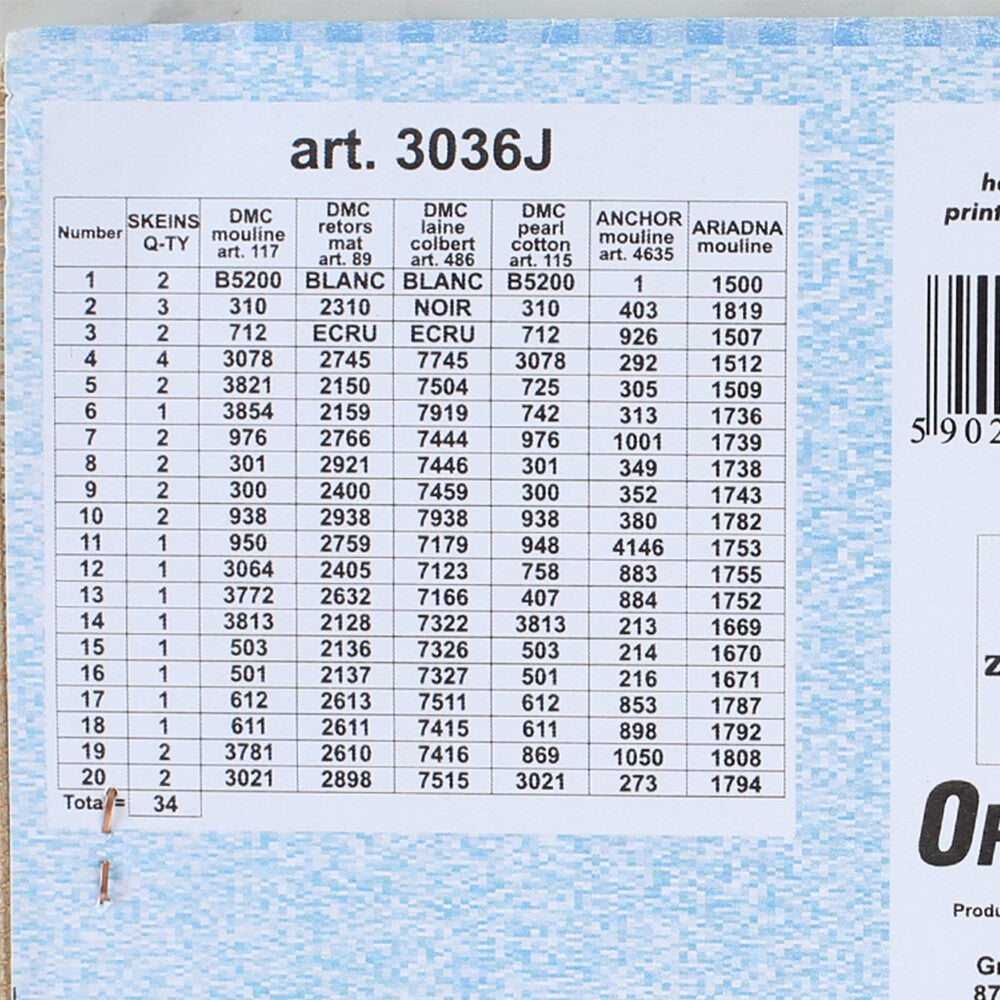 art. 3036J
Number SKEINS Q-TY DMC mouline art. 117 DMC retors mat art. 89 DMC laine colbert art. 486 DMC pearl cotton art. 115 ANCHOR mouline art. 4635 ARIADNA mouline
1 2 B5200 BLANC BLANC B5200 1 1500
2 3 310 2310 NOIR 310 403 1819
3 2 712 ECRU ECRU 712 926 1507
4 4 3078 2745 7745 3078 292 1512
5 2 3821 2150 7504 725 305 1509
6 1 3854 2159 7919 742 313 1736
7 2 976 2766 7444 976 1001 1739
8 2 301 2921 7446 301 349 1738
9 2 300 2400 7459 300 352 1743
10 2 938 2938 7938 938 380 1782
11 1 950 2759 7179 948 4146 1753
12 1 3064 2405 7123 758 883 1755
13 1 3772 2632 7166 407 884 1752
14 1 3813 2128 7322 3813 213 1669
15 1 503 2136 7326 503 214 1670
16 1 501 2137 7327 501 216 1671
17 1 612 2613 7511 612 853 1787
18 1 611 2611 7415 611 898 1792
19 2 3781 2610 7416 869 1050 1808
20 2 3021 2898 7515 3021 273 1794
Total= 34
5 902
87